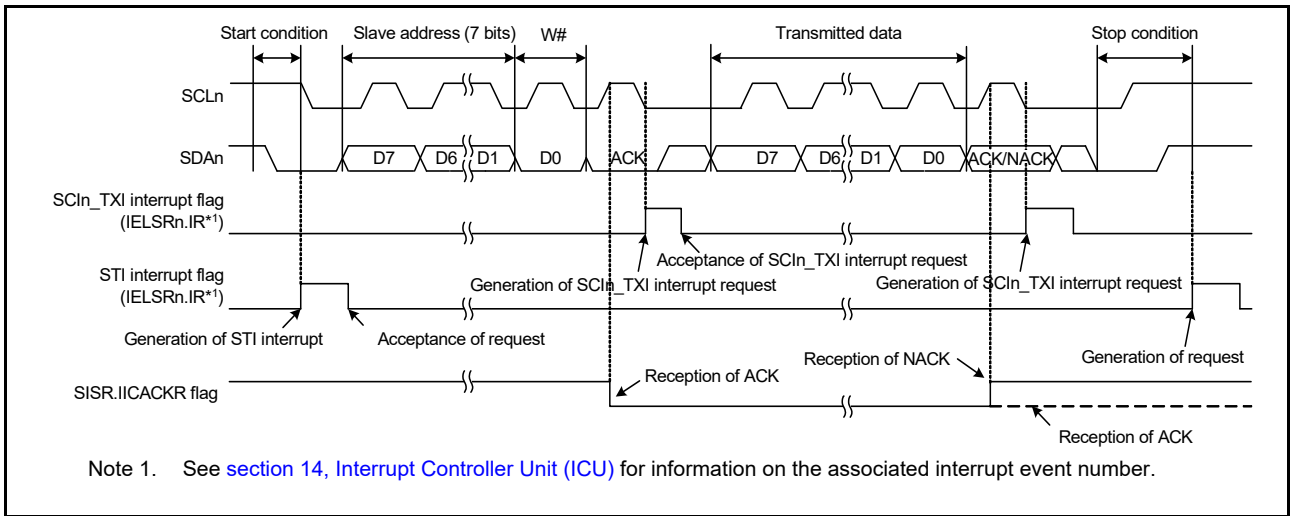 Start condition Slave address (7 bits) W# Transmitted data Stop condition
SCLn
SDAn D7 D6 D1 D0 ACK D7 D6 D1 D0 ACK/NACK
SCIn_TXI interrupt flag
(IELSRn.IR*1)
Acceptance of SCIn_TXI interrupt request
Generation of SCIn_TXI interrupt request Generation of SCIn_TXI interrupt request
STI interrupt flag
(IELSRn.IR*1)
Generation of STI interrupt Acceptance of request
Generation of request
Reception of NACK
Reception of ACK
SISR.IICACKR flag
Reception of ACK
Note 1. See section 14, Interrupt Controller Unit (ICU) for information on the associated interrupt event number.